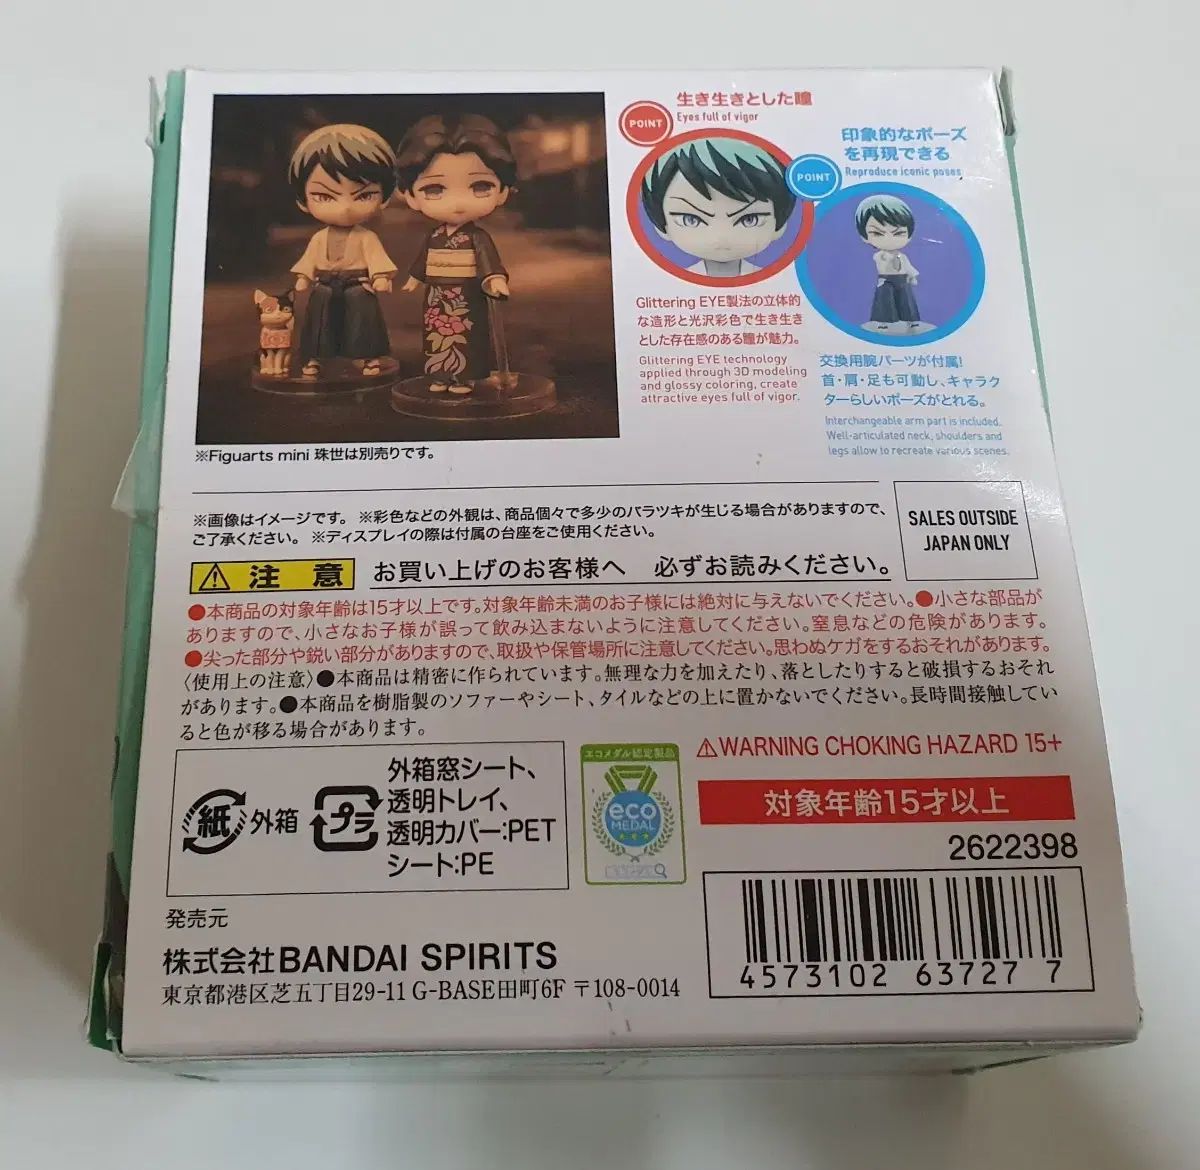 POINT
生き生きとした瞳
Eyes full of vigor
POINT
印象的なポーズ
を再現できる
Reproduce iconic poses
Glittering EYE製法の立体的
な造形と光沢彩色で生き生き
とした存在感のある瞳が魅力。
Glittering EYE technology
applied through 3D modeling
and glossy coloring, create
attractive eyes full of vigor.
交換用腕パーツが付属!
首・肩・足も可動し、キャラク
ターらしいポーズがとれる。
Interchangeable arm part is included.
Well-articulated neck, shoulders and
legs allow to recreate various scenes.
※Figuarts mini 珠世は別売りです。
※画像はイメージです。 ※彩色などの外観は、商品個々で多少のバラツキが生じる場合がありますので、
ご了承ください。 ※ディスプレイの際は付属の台座をご使用ください。
SALES OUTSIDE
JAPAN ONLY
注 意 お買い上げのお客様へ 必ずお読みください。
●本商品の対象年齢は15才以上です。対象年齢未満のお子様には絶対に与えないでください。●小さな部品が
ありますので、小さなお子様が誤って飲み込まないように注意してください。窒息などの危険があります。
●尖った部分や鋭い部分がありますので、取扱や保管場所に注意してください。思わぬケガをするおそれがあります。
〈使用上の注意〉●本商品は精密に作られています。無理な力を加えたり、落としたりすると破損するおそれ
があります。●本商品を樹脂製のソファーやシート、タイルなどの上に置かないでください。長時間接触してい
ると色が移る場合があります。
紙 外箱
プラ
外箱窓シート、
透明トレイ、
透明カバー:PET
シート:PE
エコメダル認定製品
eco
MEDAL
⚠WARNING CHOKING HAZARD 15+
対象年齢15才以上
2622398
4573102 637277
発売元
株式会社BANDAI SPIRITS
東京都港区芝五丁目29-11 G-BASE田町6F 〒108-0014